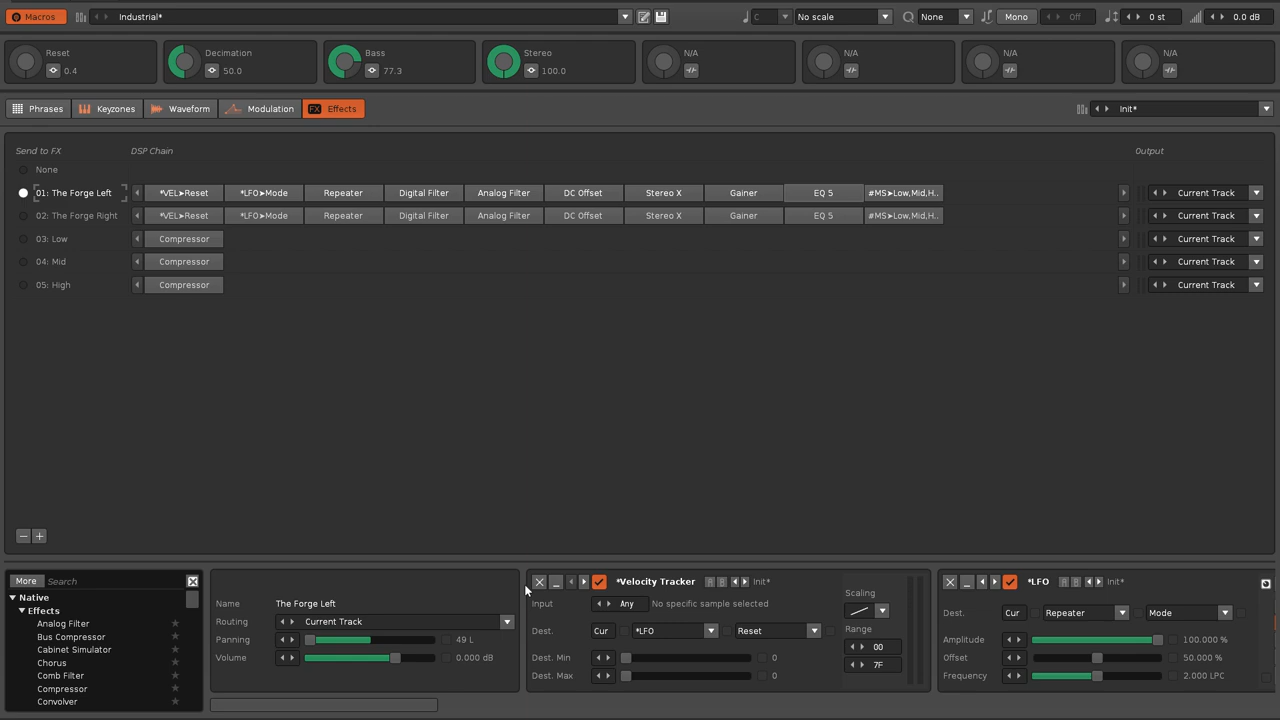 Macros Industrial* C No scale None Mono Off 0 st 0.0 dB
Reset Decimation Bass Stereo N/A N/A N/A N/A
0.4 50.0 77.3 100.0
Phrases Keyzones Waveform Modulation FX Effects Init*
Send to FX DSP Chain Output
None
01: The Forge Left *VEL➤Reset *LFO➤Mode Repeater Digital Filter Analog Filter DC Offset Stereo X Gainer EQ 5 #MS➤Low,Mid,H.. Current Track
02: The Forge Right *VEL➤Reset *LFO➤Mode Repeater Digital Filter Analog Filter DC Offset Stereo X Gainer EQ 5 #MS➤Low,Mid,H.. Current Track
03: Low Compressor Current Track
04: Mid Compressor Current Track
05: High Compressor Current Track
More Search *Velocity Tracker A B Init* *LFO A B Init*
Native Name The Forge Left Input Any No specific sample selected Scaling
Effects Routing Current Track Dest. Cur *LFO Reset Range Dest. Cur Repeater Mode
Analog Filter Panning 49 L Dest. Min 0 00 Amplitude 100.000 %
Bus Compressor Volume 0.000 dB Dest. Max 0 7F Offset 50.000 %
Cabinet Simulator Frequency 2.000 LPC
Chorus
Comb Filter
Compressor
Convolver